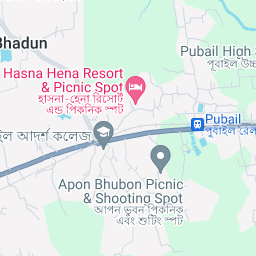 Bhadun
Pubail High S
পূবাইল উচ্চ
Hasna Hena Resort
& Picnic Spot
হাসনা-হেনা রিসোর্ট
এন্ড পিকনিক স্পট
Pubail
পুবাইল রেল
ইল আদর্শ কলেজ
Apon Bhubon Picnic
& Shooting Spot
আপন ভুবন পিকনিক
এবং শুটিং স্পট